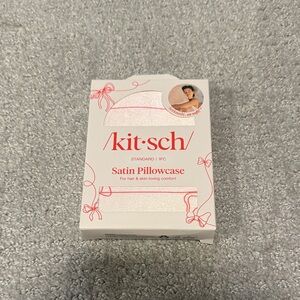 /kit·sch/
STANDARD | 1PC
Satin Pillowcase
For hair & skin-loving comfort